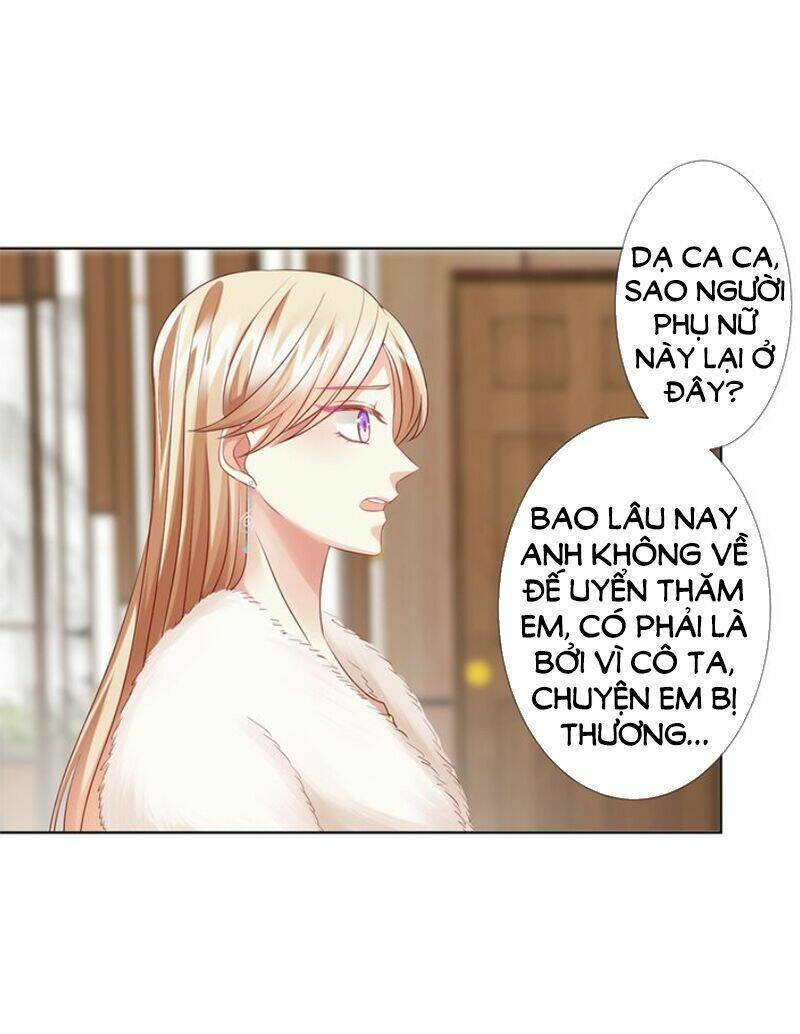 DẠ CA CA,
SAO NGƯỜI
PHỤ NỮ
NÀY LẠI Ở
ĐÂY?
BAO LÂU NAY
ANH KHÔNG VỀ
ĐẾ UYỂN THĂM
EM, CÓ PHẢI LÀ
BỞI VÌ CÔ TA,
CHUYỆN EM BỊ
THƯƠNG...